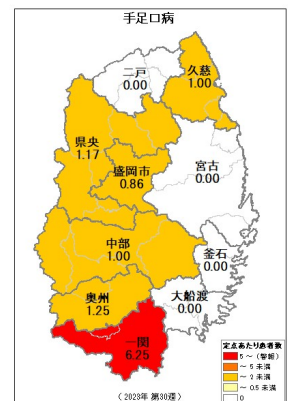 手足口病
二戸
0.00
久慈
1.00
県央
1.17
盛岡市
0.86
宮古
0.00
中部
1.00
釜石
0.00
奥州
1.25
大船渡
0.00
一関
6.25
定点あたり患者数
5 ～ (警報)
～ 5 未満
～ 2 未満
～ 0.5 未満
0
( 2023年 第30週 )